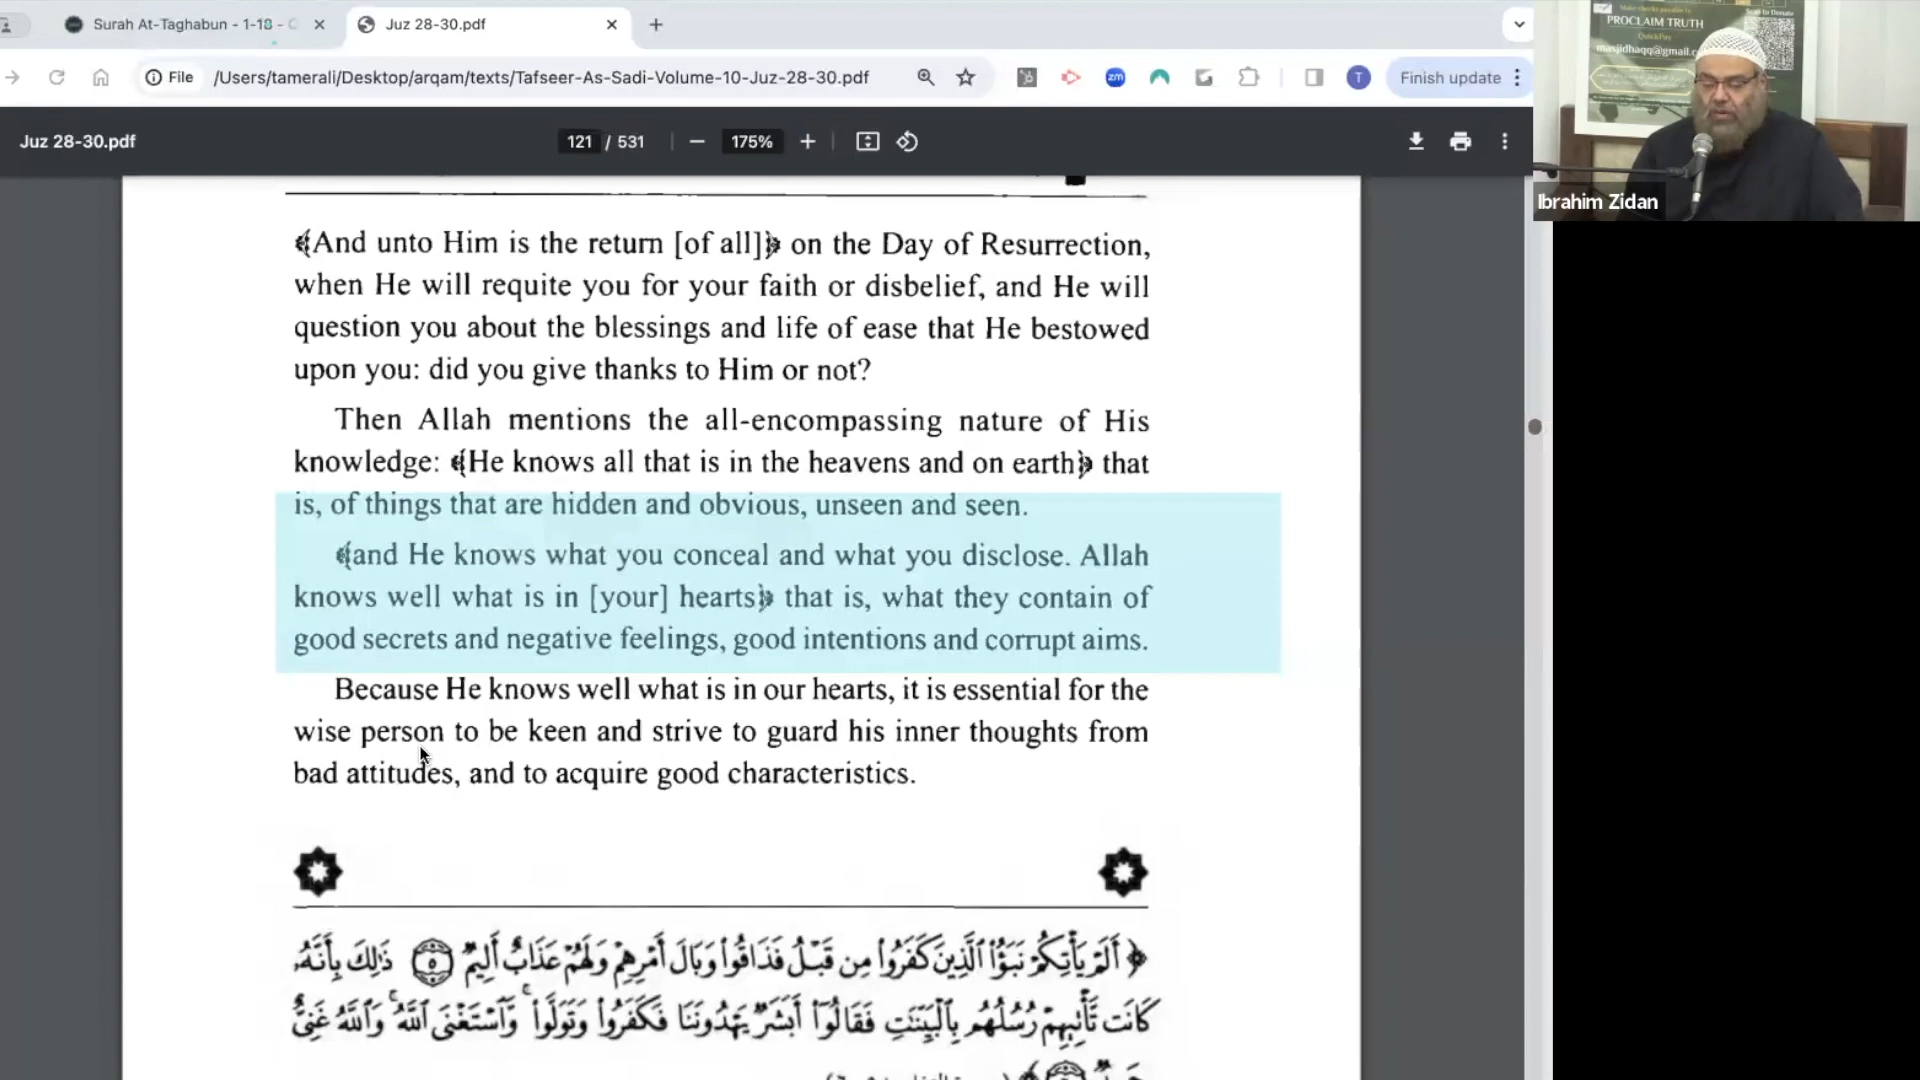 Surah At-Taghabun - 1-18 - C
Juz 28-30.pdf
File
/Users/tamerali/Desktop/arqam/texts/Tafseer-As-Sadi-Volume-10-Juz-28-30.pdf
zm
T
Finish update
Juz 28-30.pdf
121 / 531
175%
PROCLAIM TRUTH
QuickPay
masjidhaqq@gmail.c
Ibrahim Zidan
﴾And unto Him is the return [of all]﴿ on the Day of Resurrection,
when He will requite you for your faith or disbelief, and He will
question you about the blessings and life of ease that He bestowed
upon you: did you give thanks to Him or not?
Then Allah mentions the all-encompassing nature of His
knowledge: ﴾He knows all that is in the heavens and on earth﴿ that
is, of things that are hidden and obvious, unseen and seen.
﴾and He knows what you conceal and what you disclose. Allah
knows well what is in [your] hearts﴿ that is, what they contain of
good secrets and negative feelings, good intentions and corrupt aims.
Because He knows well what is in our hearts, it is essential for the
wise person to be keen and strive to guard his inner thoughts from
bad attitudes, and to acquire good characteristics.
﴿أَلَمْ يَأْتِكُمْ نَبَؤُا۟ ٱلَّذِينَ كَفَرُوا۟ مِن قَبْلُ فَذَاقُوا۟ وَبَالَ أَمْرِهِمْ وَلَهُمْ عَذَابٌ أَلِيمٌ ٥ ذَٰلِكَ بِأَنَّهُۥ
كَانَت تَّأْتِيهِمْ رُسُلُهُم بِٱلْبَيِّنَـٰتِ فَقَالُوٓا۟ أَبَشَرٌ يَهْدُونَنَا فَكَفَرُوا۟ وَتَوَلَّوا۟ ۚ وَّٱسْتَغْنَى ٱللَّهُ ۚ وَٱللَّهُ غَنِىٌّ